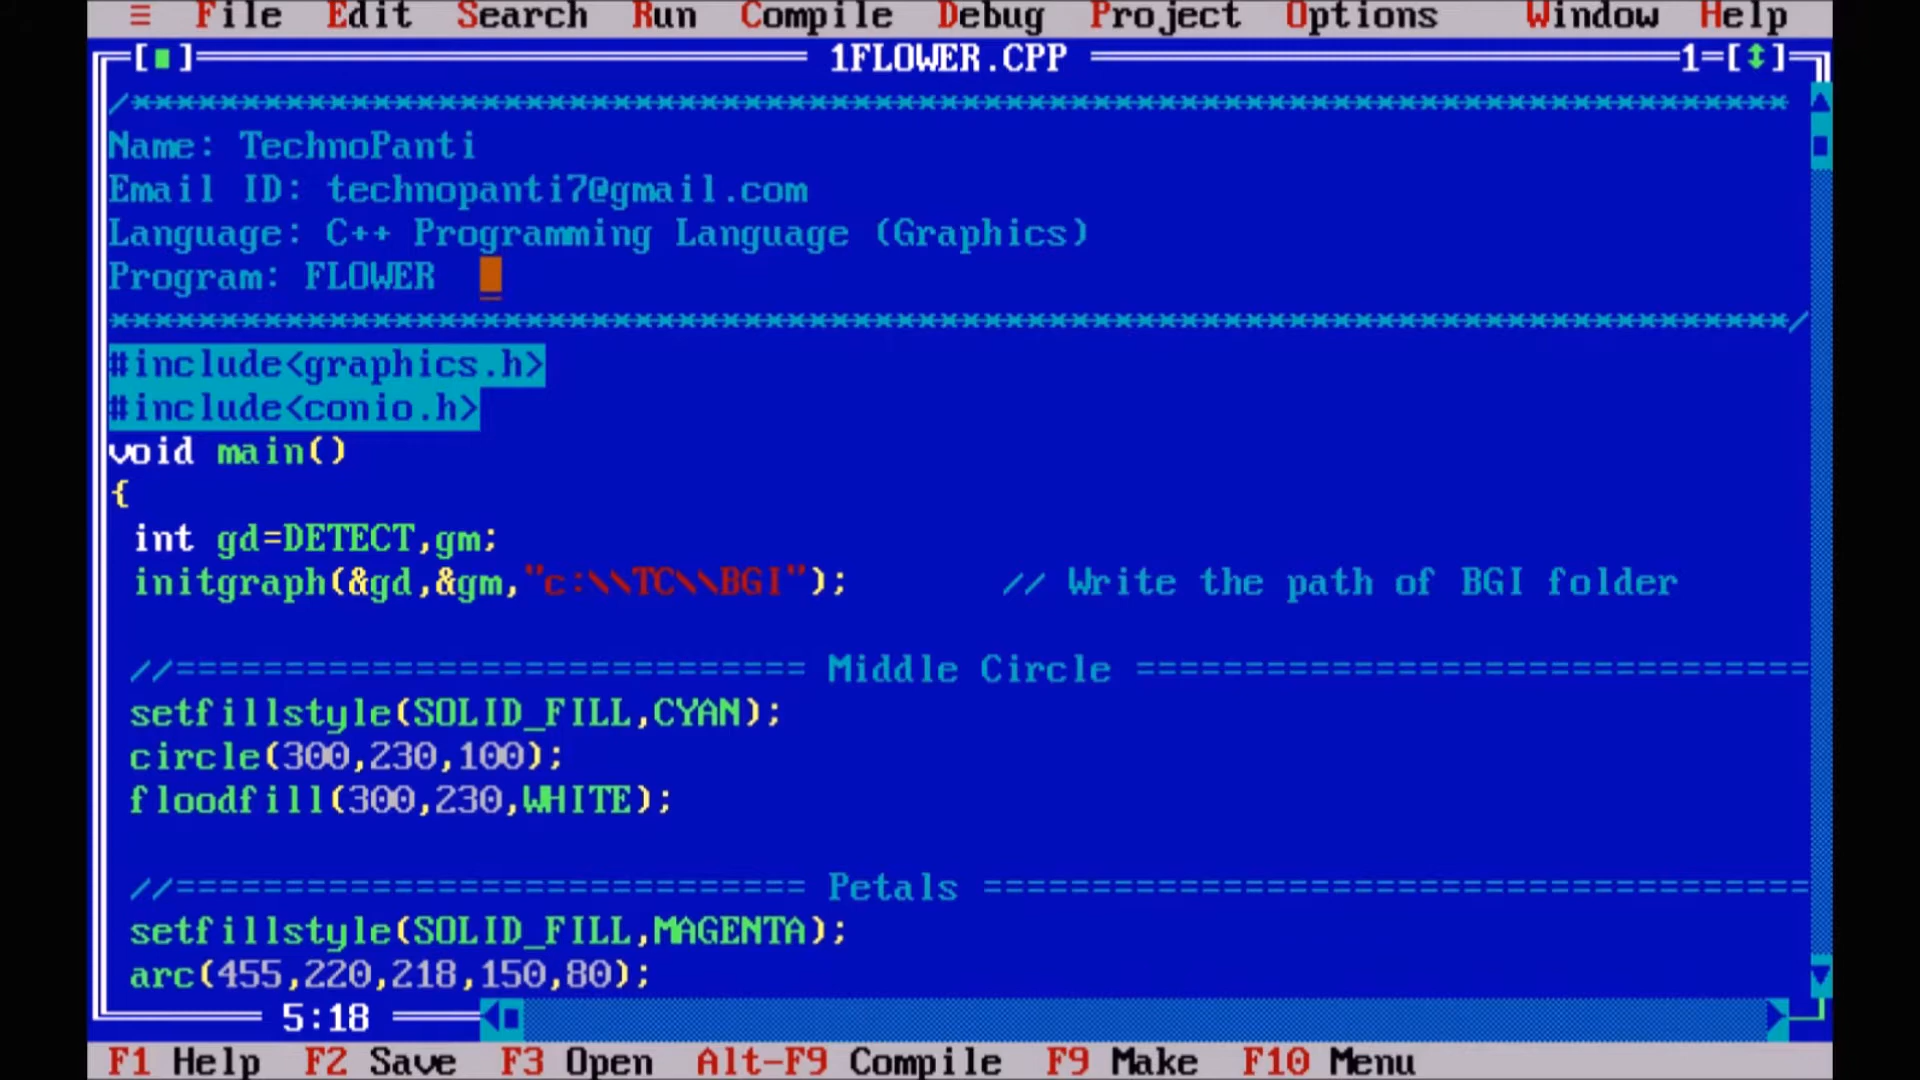 ≡ File Edit Search Run Compile Debug Project Options Window Help
[■] 1FLOWER.CPP 1=[↕]
/*****************************************************************************
Name: TechnoPanti
Email ID: technopanti7@gmail.com
Language: C++ Programming Language (Graphics)
Program: FLOWER
*****************************************************************************/
#include<graphics.h>
#include<conio.h>
void main()
{
int gd=DETECT,gm;
initgraph(&gd,&gm,"c:\\TC\\BGI"); // Write the path of BGI folder
//============================= Middle Circle ===============================
setfillstyle(SOLID_FILL,CYAN);
circle(300,230,100);
floodfill(300,230,WHITE);
//============================= Petals ======================================
setfillstyle(SOLID_FILL,MAGENTA);
arc(455,220,218,150,80);
5:18
F1 Help F2 Save F3 Open Alt-F9 Compile F9 Make F10 Menu